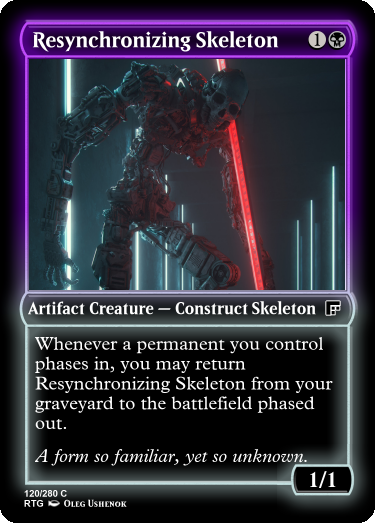 Resynchronizing Skeleton 1
Artifact Creature — Construct Skeleton
Whenever a permanent you control
phases in, you may return
Resynchronizing Skeleton from your
graveyard to the battlefield phased
out.
A form so familiar, yet so unknown.
1/1
120/280 C
RTG Oleg Ushenok